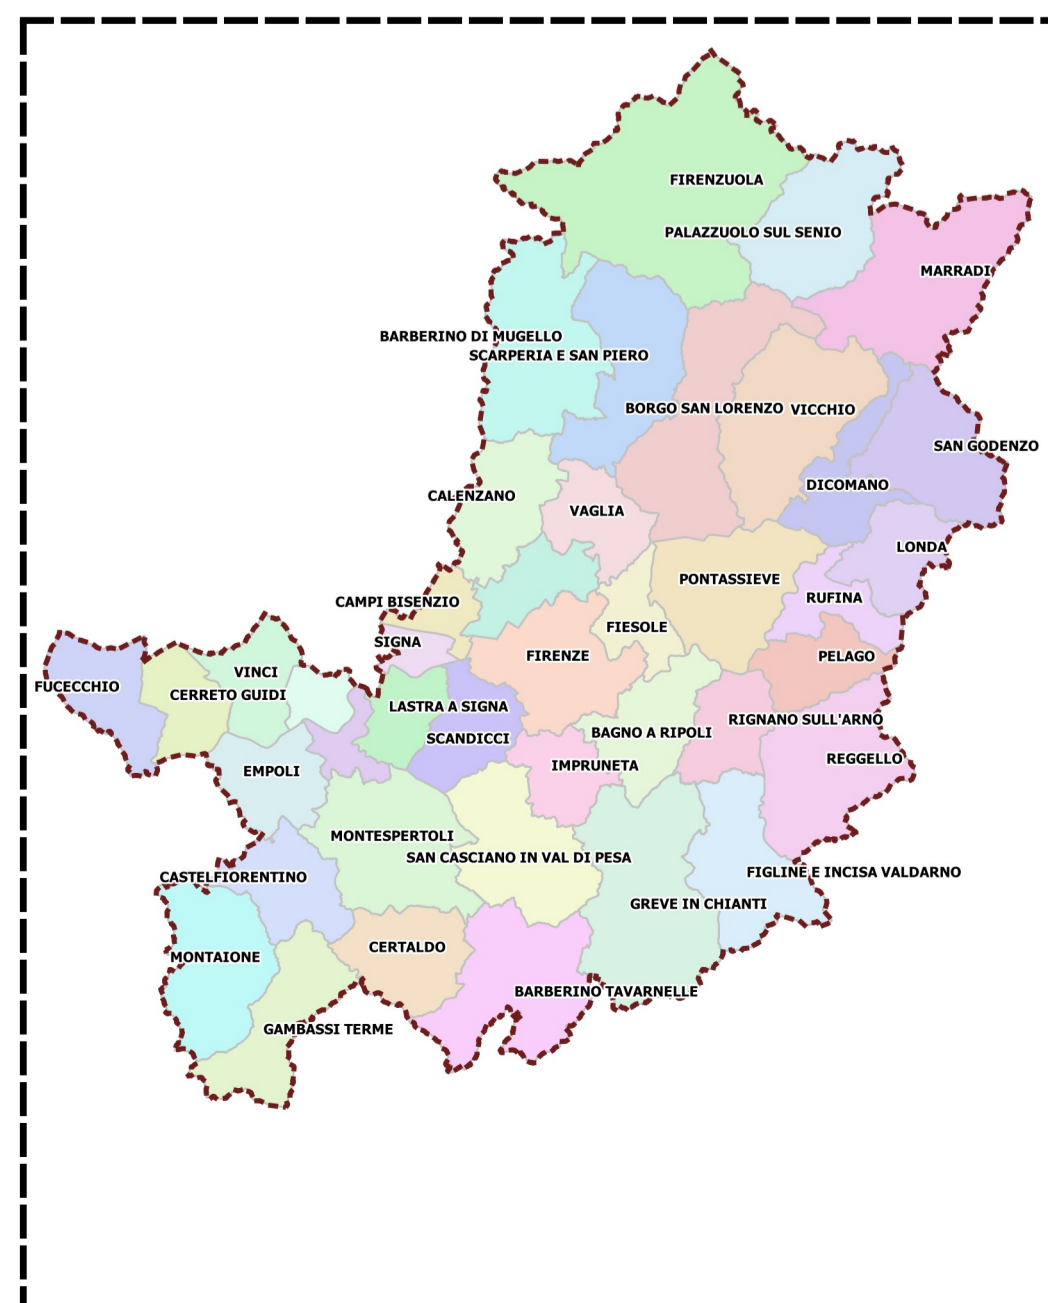 FIRENZUOLA
PALAZZUOLO SUL SENIO
MARRADI
BARBERINO DI MUGELLO
SCARPERIA E SAN PIERO
BORGO SAN LORENZO
VICCHIO
SAN GODENZO
DICOMANO
CALENZANO
VAGLIA
LONDA
PONTASSIEVE
RUFINA
CAMPI BISENZIO
FIESOLE
SIGNA
FIRENZE
PELAGO
VINCI
FUCECCHIO
CERRETO GUIDI
LASTRA A SIGNA
RIGNANO SULL'ARNO
BAGNO A RIPOLI
SCANDICCI
REGGELLO
IMPRUNETA
EMPOLI
MONTESPERTOLI
SAN CASCIANO IN VAL DI PESA
FIGLINE E INCISA VALDARNO
CASTELFIORENTINO
GREVE IN CHIANTI
CERTALDO
MONTAIONE
BARBERINO TAVARNELLE
GAMBASSI TERME